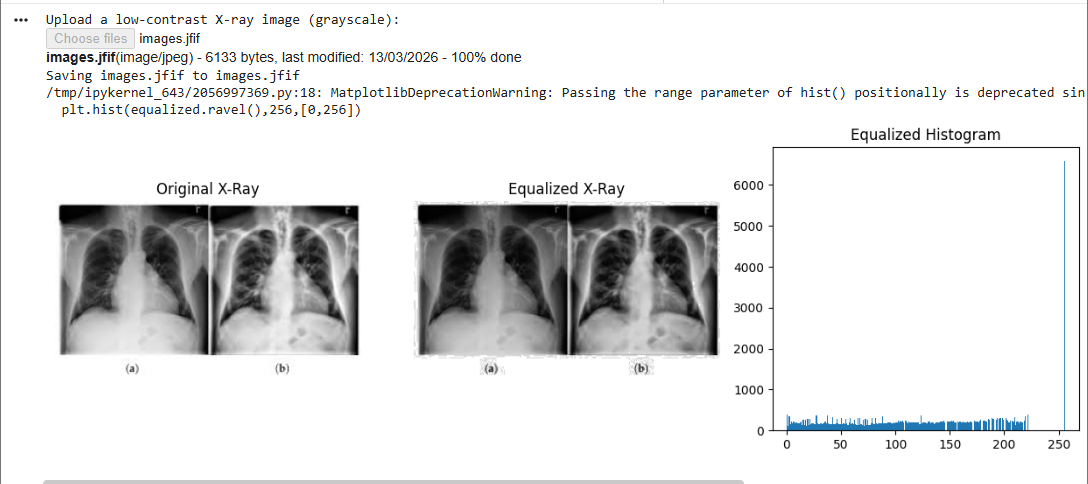 Upload a low-contrast X-ray image (grayscale):
Choose files images.jfif
images.jfif(image/jpeg) - 6133 bytes, last modified: 13/03/2026 - 100% done
Saving images.jfif to images.jfif
/tmp/ipykernel_643/2056997369.py:18: MatplotlibDeprecationWarning: Passing the range parameter of hist() positionally is deprecated sin
plt.hist(equalized.ravel(),256,[0,256])
Original X-Ray
(a) (b)
Equalized X-Ray
(a) (b)
Equalized Histogram
6000
5000
4000
3000
2000
1000
0
0 50 100 150 200 250